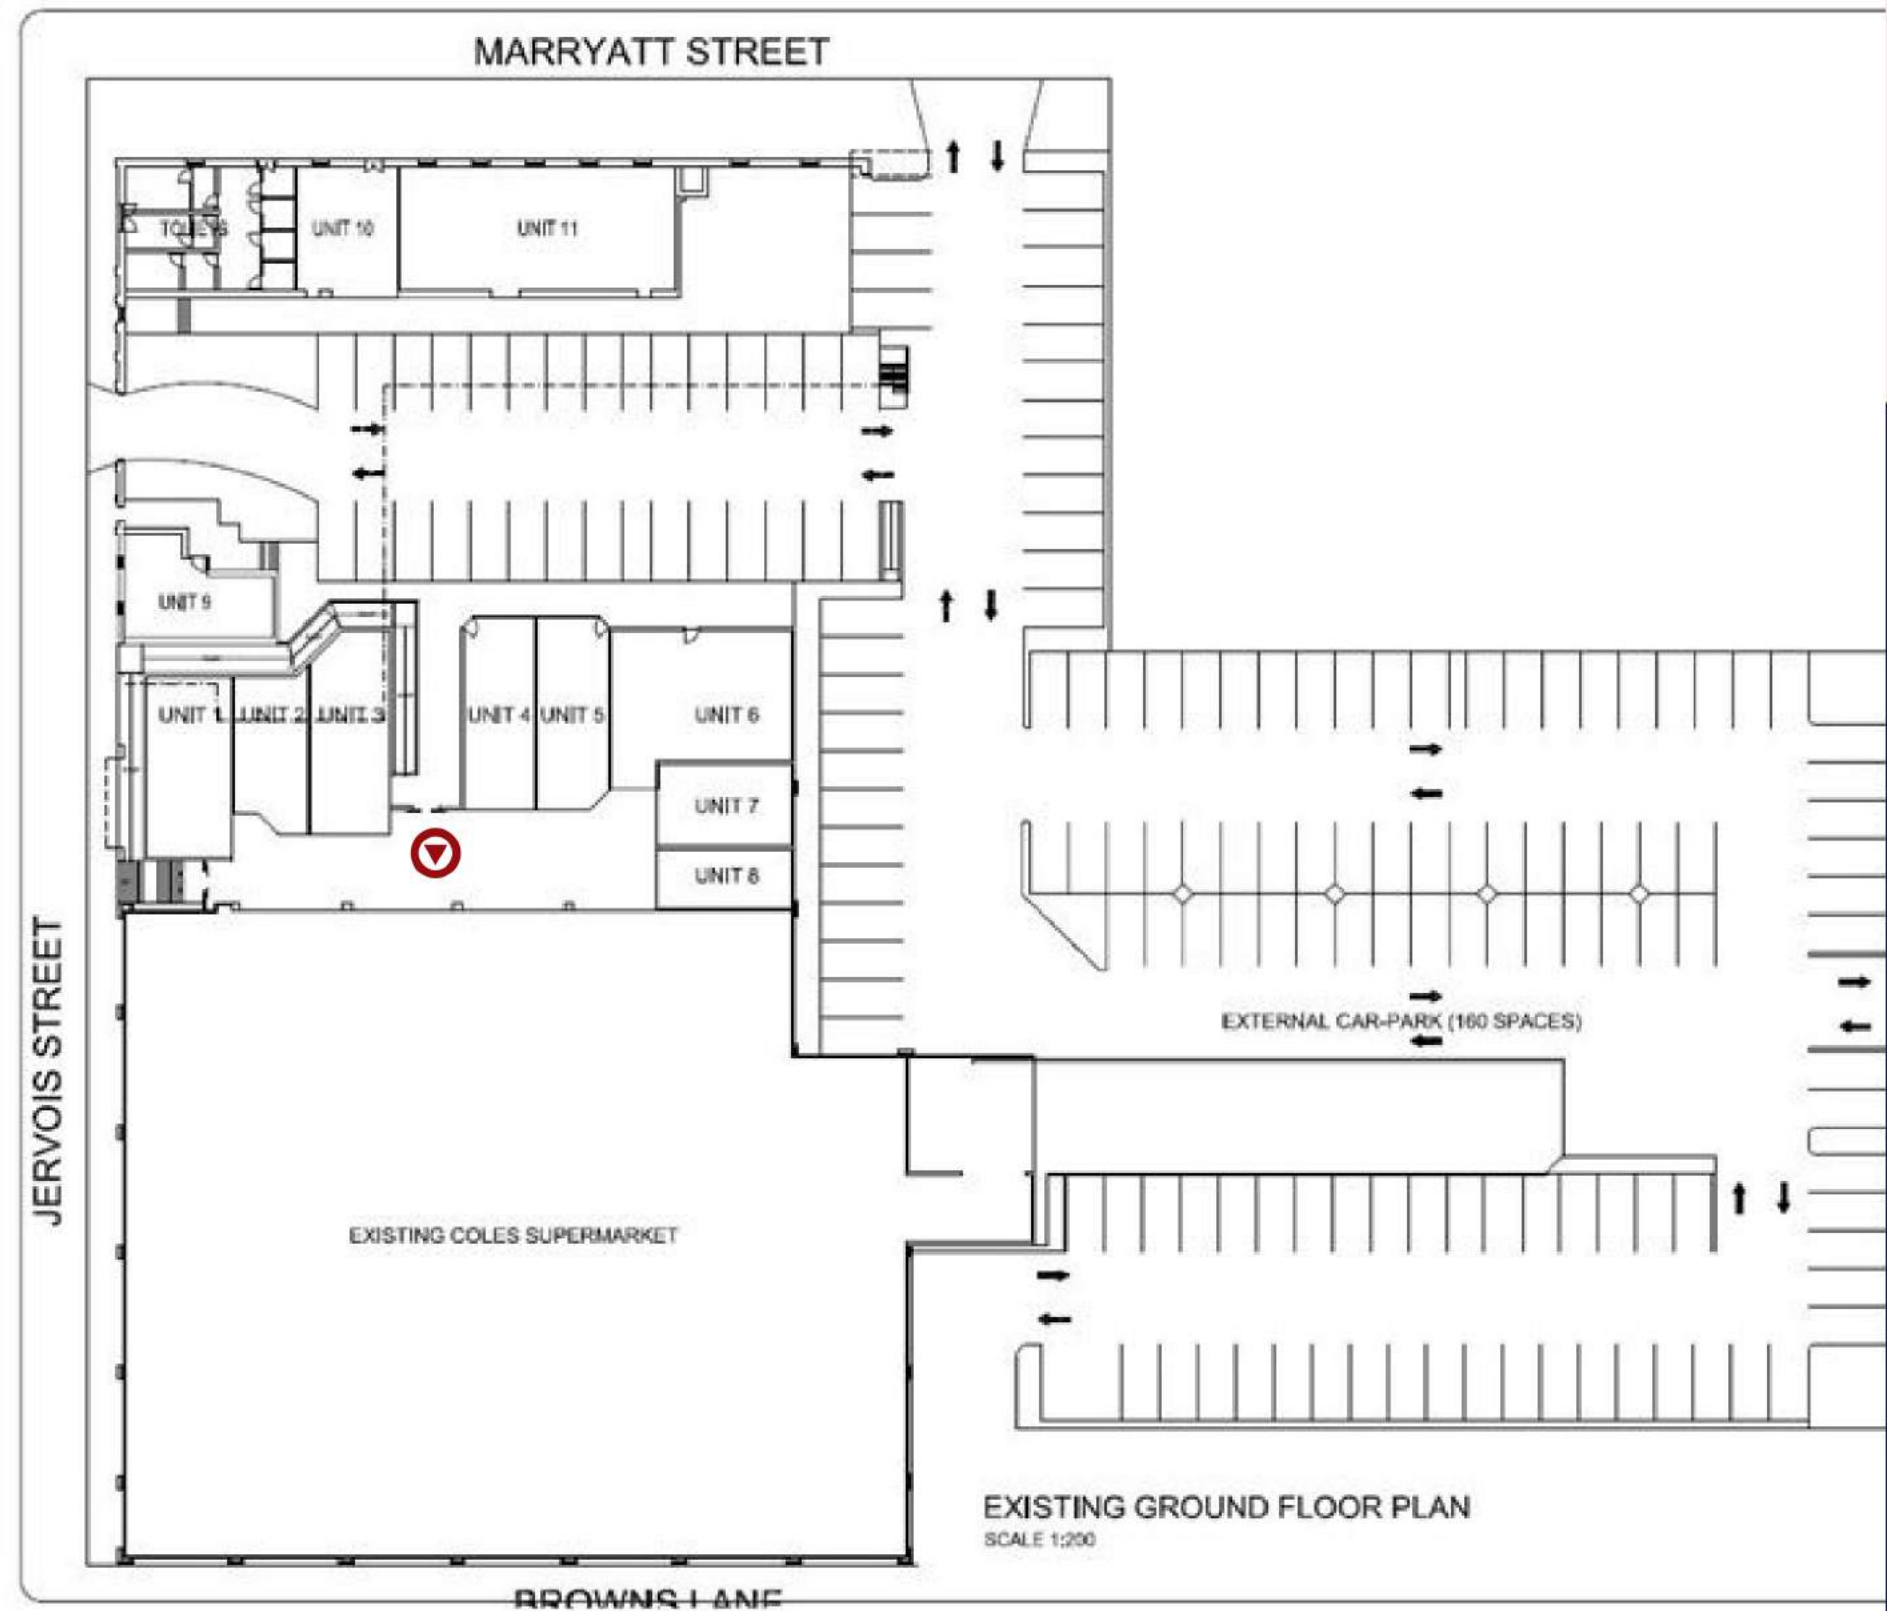 MARRYATT STREET
TOILETS
UNIT 10
UNIT 11
UNIT 9
UNIT 1
UNIT 2
UNIT 3
UNIT 4
UNIT 5
UNIT 6
UNIT 7
UNIT 8
JERVOIS STREET
EXTERNAL CAR-PARK (160 SPACES)
EXISTING COLES SUPERMARKET
EXISTING GROUND FLOOR PLAN
SCALE 1:200
BROWNS LANE